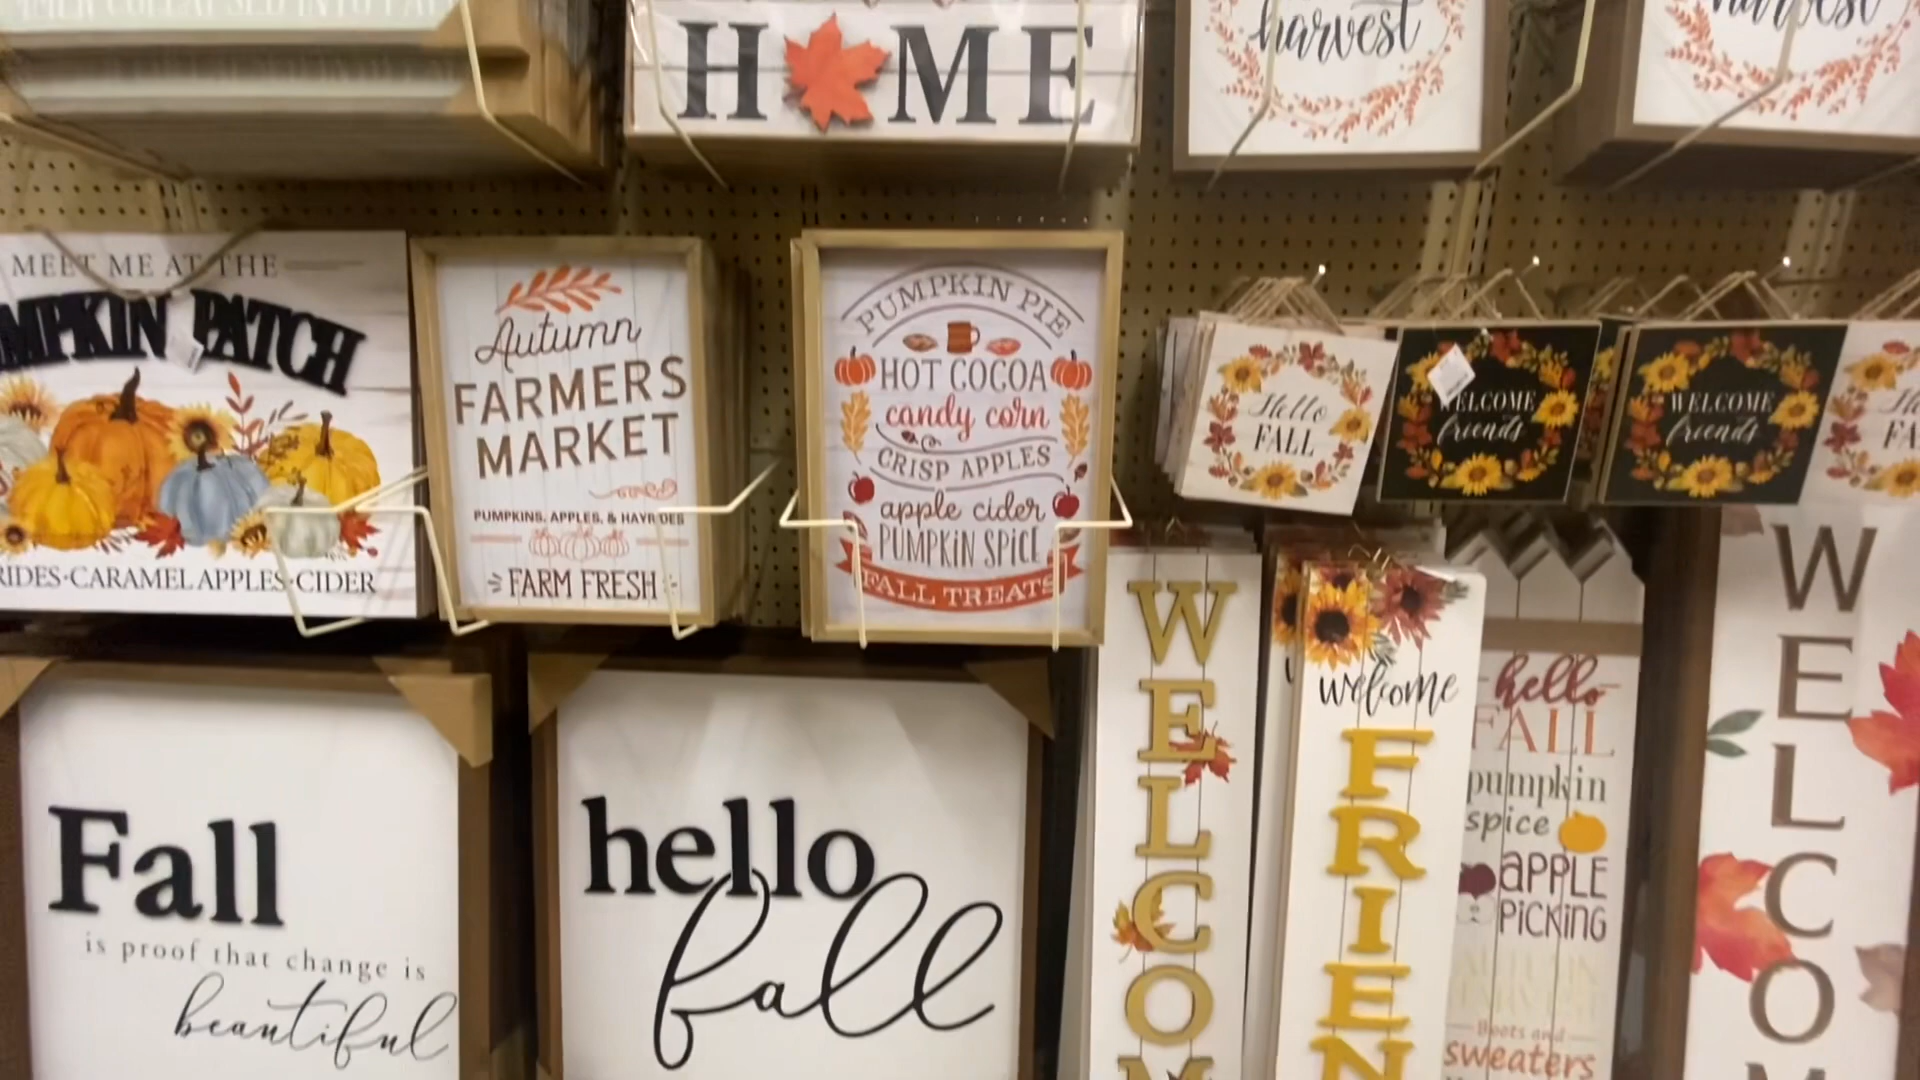 H ME
harvest
harvest
MEET ME AT THE
MPKIN PATCH
RIDES·CARAMEL APPLES·CIDER
Autumn
FARMERS
MARKET
PUMPKINS, APPLES, & HAYRIDES
FARM FRESH
PUMPKIN PIE
HOT COCOA
candy corn
CRISP APPLES
apple cider
PUMPKIN SPICE
FALL TREATS
Hello
FALL
WELCOME
friends
WELCOME
friends
FA
Fall
is proof that change is
beautiful
hello
fall
WELCOM
welcome
FRIEN
hello
FALL
pumpkin
spice
APPLE
PICKING
Boots and
sweaters
WELCOM